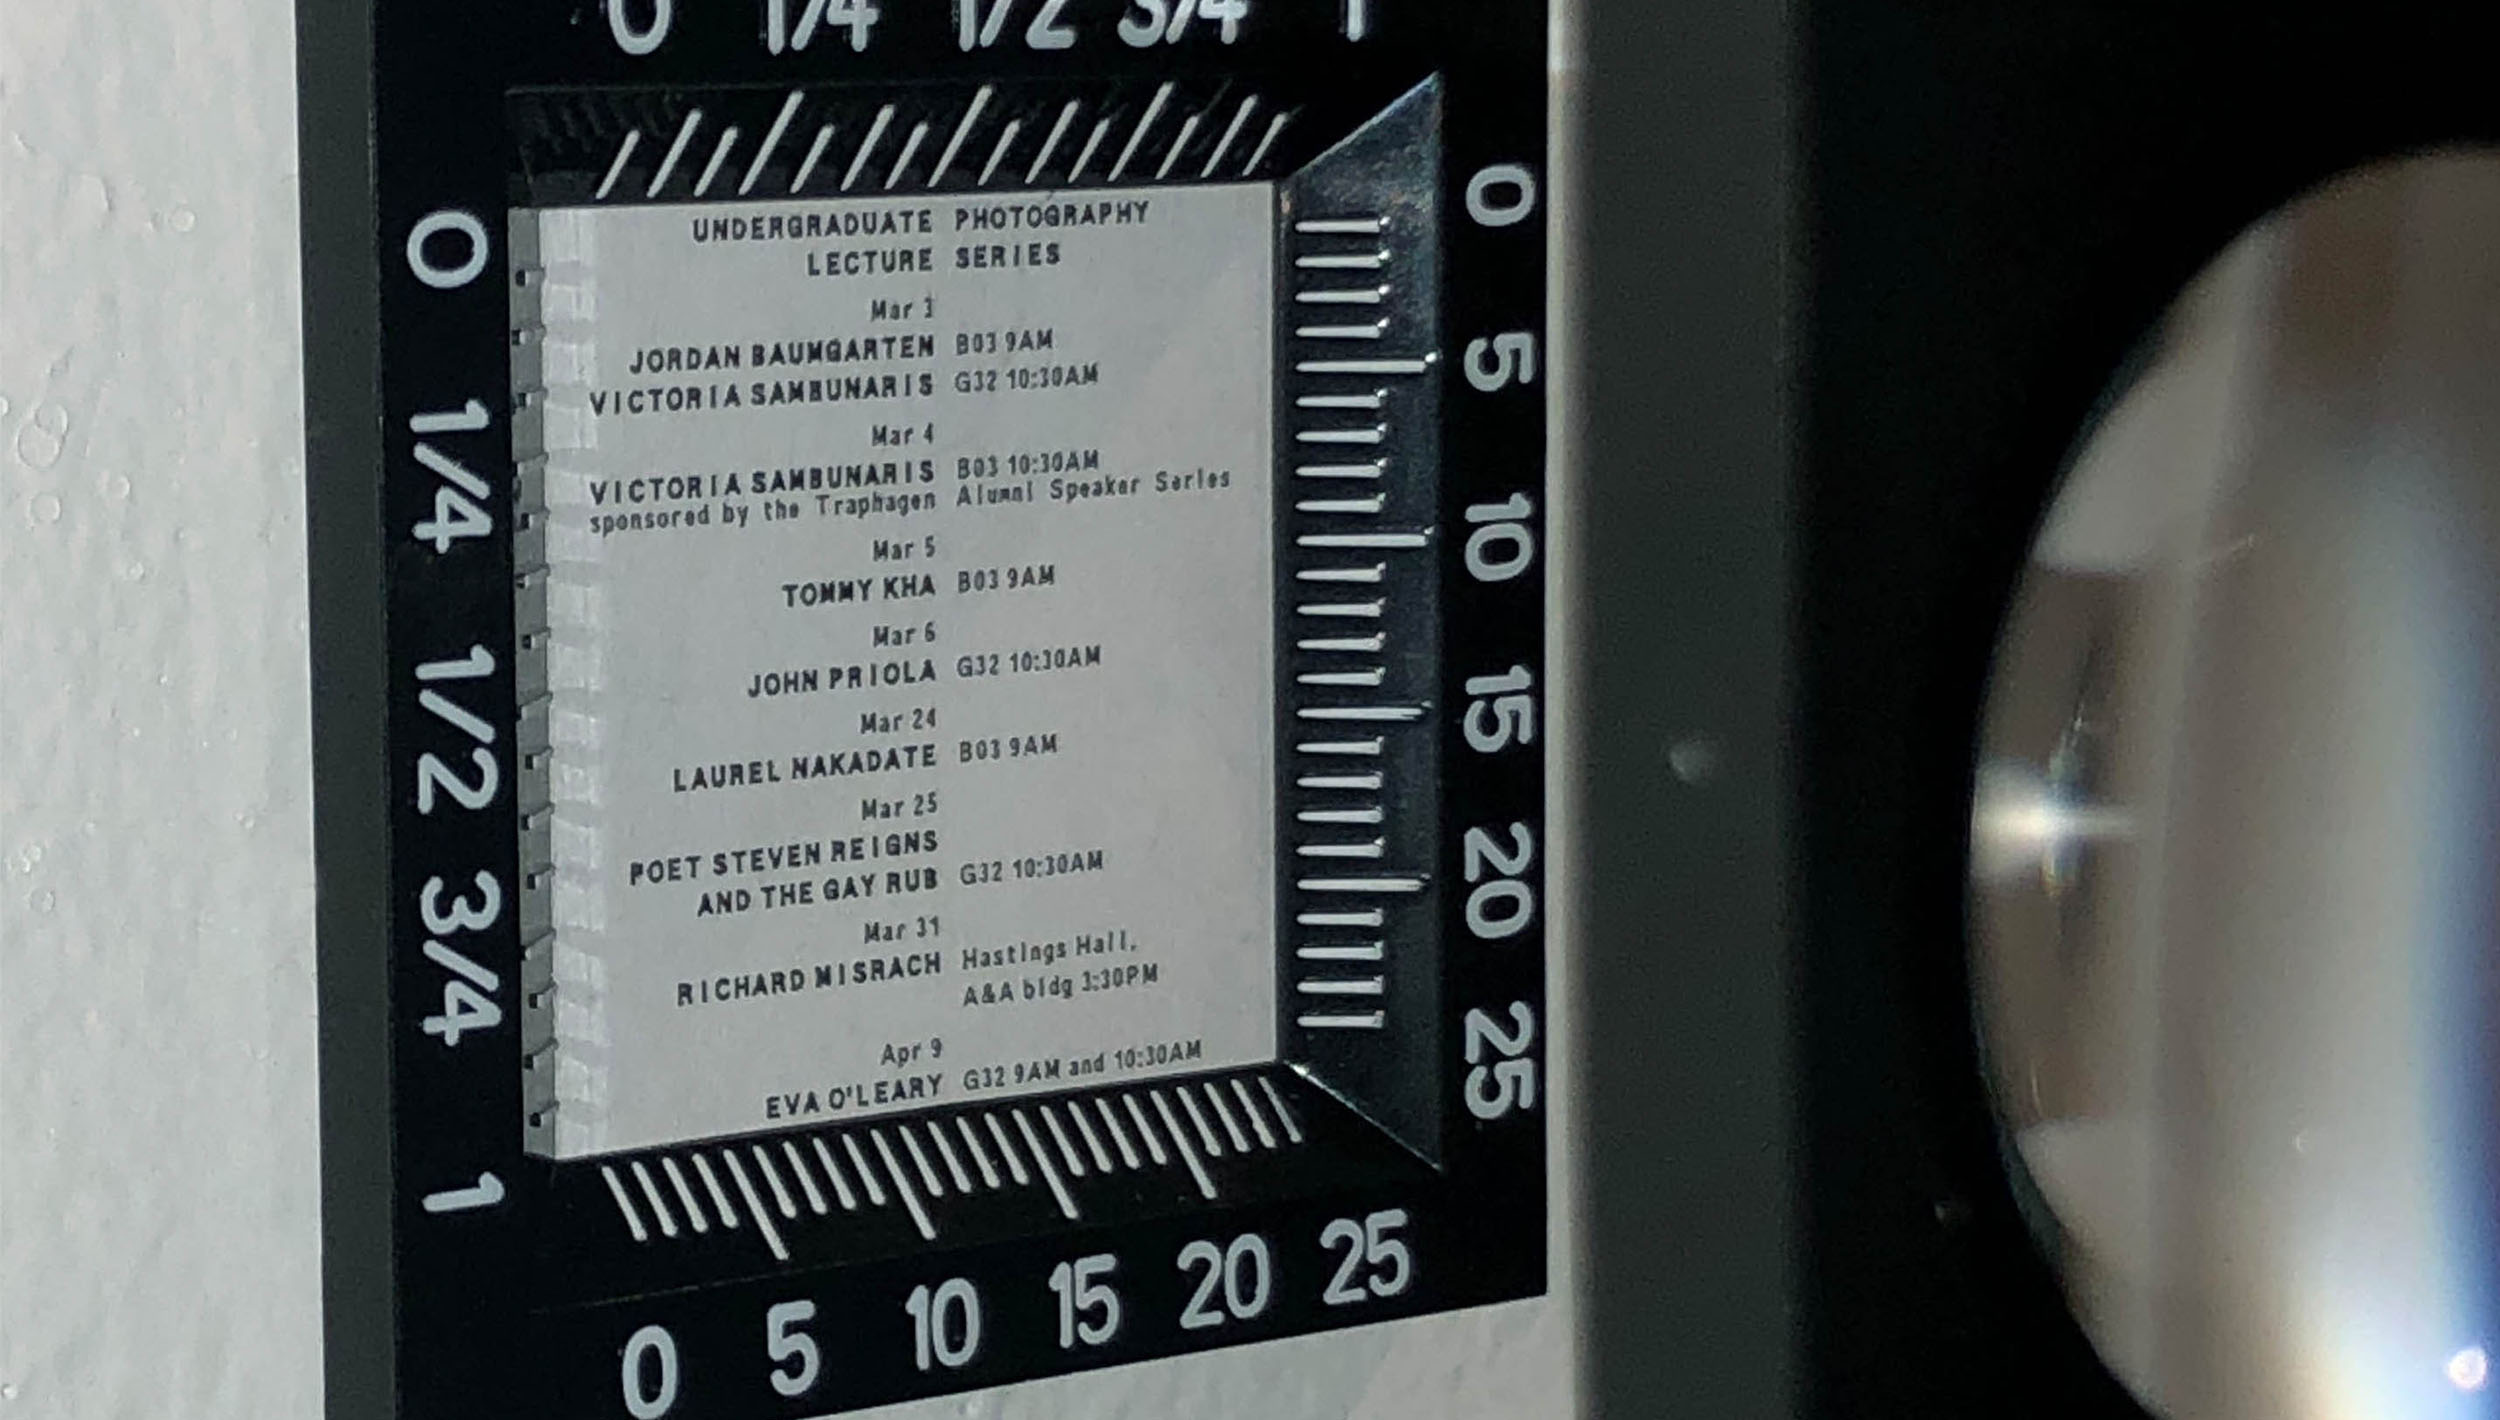 0 1/4 1/2 3/4 1
UNDERGRADUATE PHOTOGRAPHY
LECTURE SERIES
Mar 3
JORDAN BAUMGARTEN B03 9AM
VICTORIA SAMBUNARIS G32 10:30AM
Mar 4
VICTORIA SAMBUNARIS B03 10:30AM
sponsored by the Traphagen Alumni Speaker Series
Mar 5
TOMMY KHA B03 9AM
Mar 6
JOHN PRIOLA G32 10:30AM
Mar 24
LAUREL NAKADATE B03 9AM
Mar 25
POET STEVEN REIGNS
AND THE GAY RUB G32 10:30AM
Mar 31
RICHARD MISRACH Hastings Hall,
A&A bldg 3:30PM
Apr 9
EVA O'LEARY G32 9AM and 10:30AM
0 1/4 1/2 3/4 1
0 5 10 15 20 25
0 5 10 15 20 25